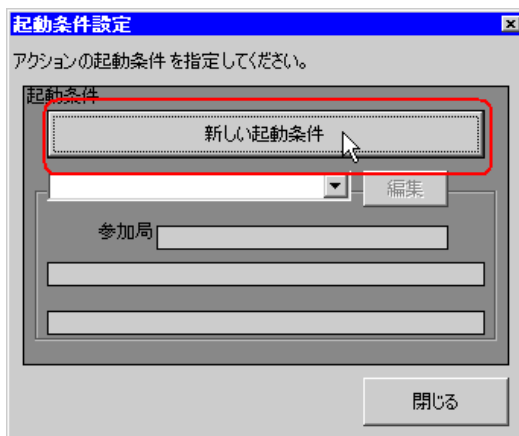 起動条件設定
アクションの起動条件を指定してください。
起動条件
新しい起動条件
編集
参加局
閉じる